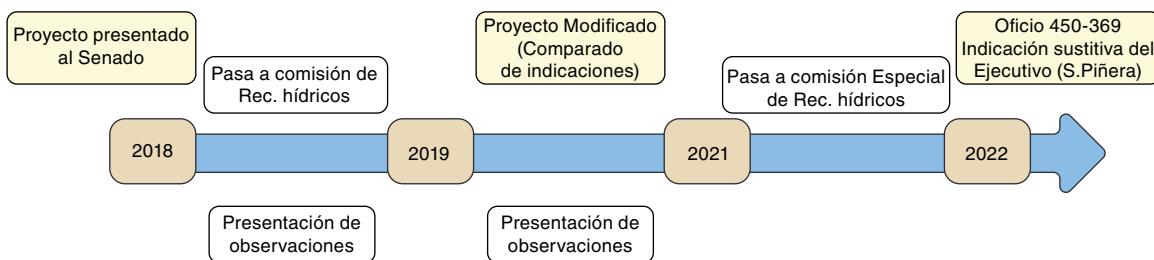 Proyecto presentado
al Senado
Pasa a comisión de
Rec. hídricos
Proyecto Modificado
(Comparado
de indicaciones)
Pasa a comisión Especial
de Rec. hídricos
Oficio 450-369
Indicación sustitiva del
Ejecutivo (S.Piñera)
2018
2019
2021
2022
Presentación de
observaciones
Presentación de
observaciones